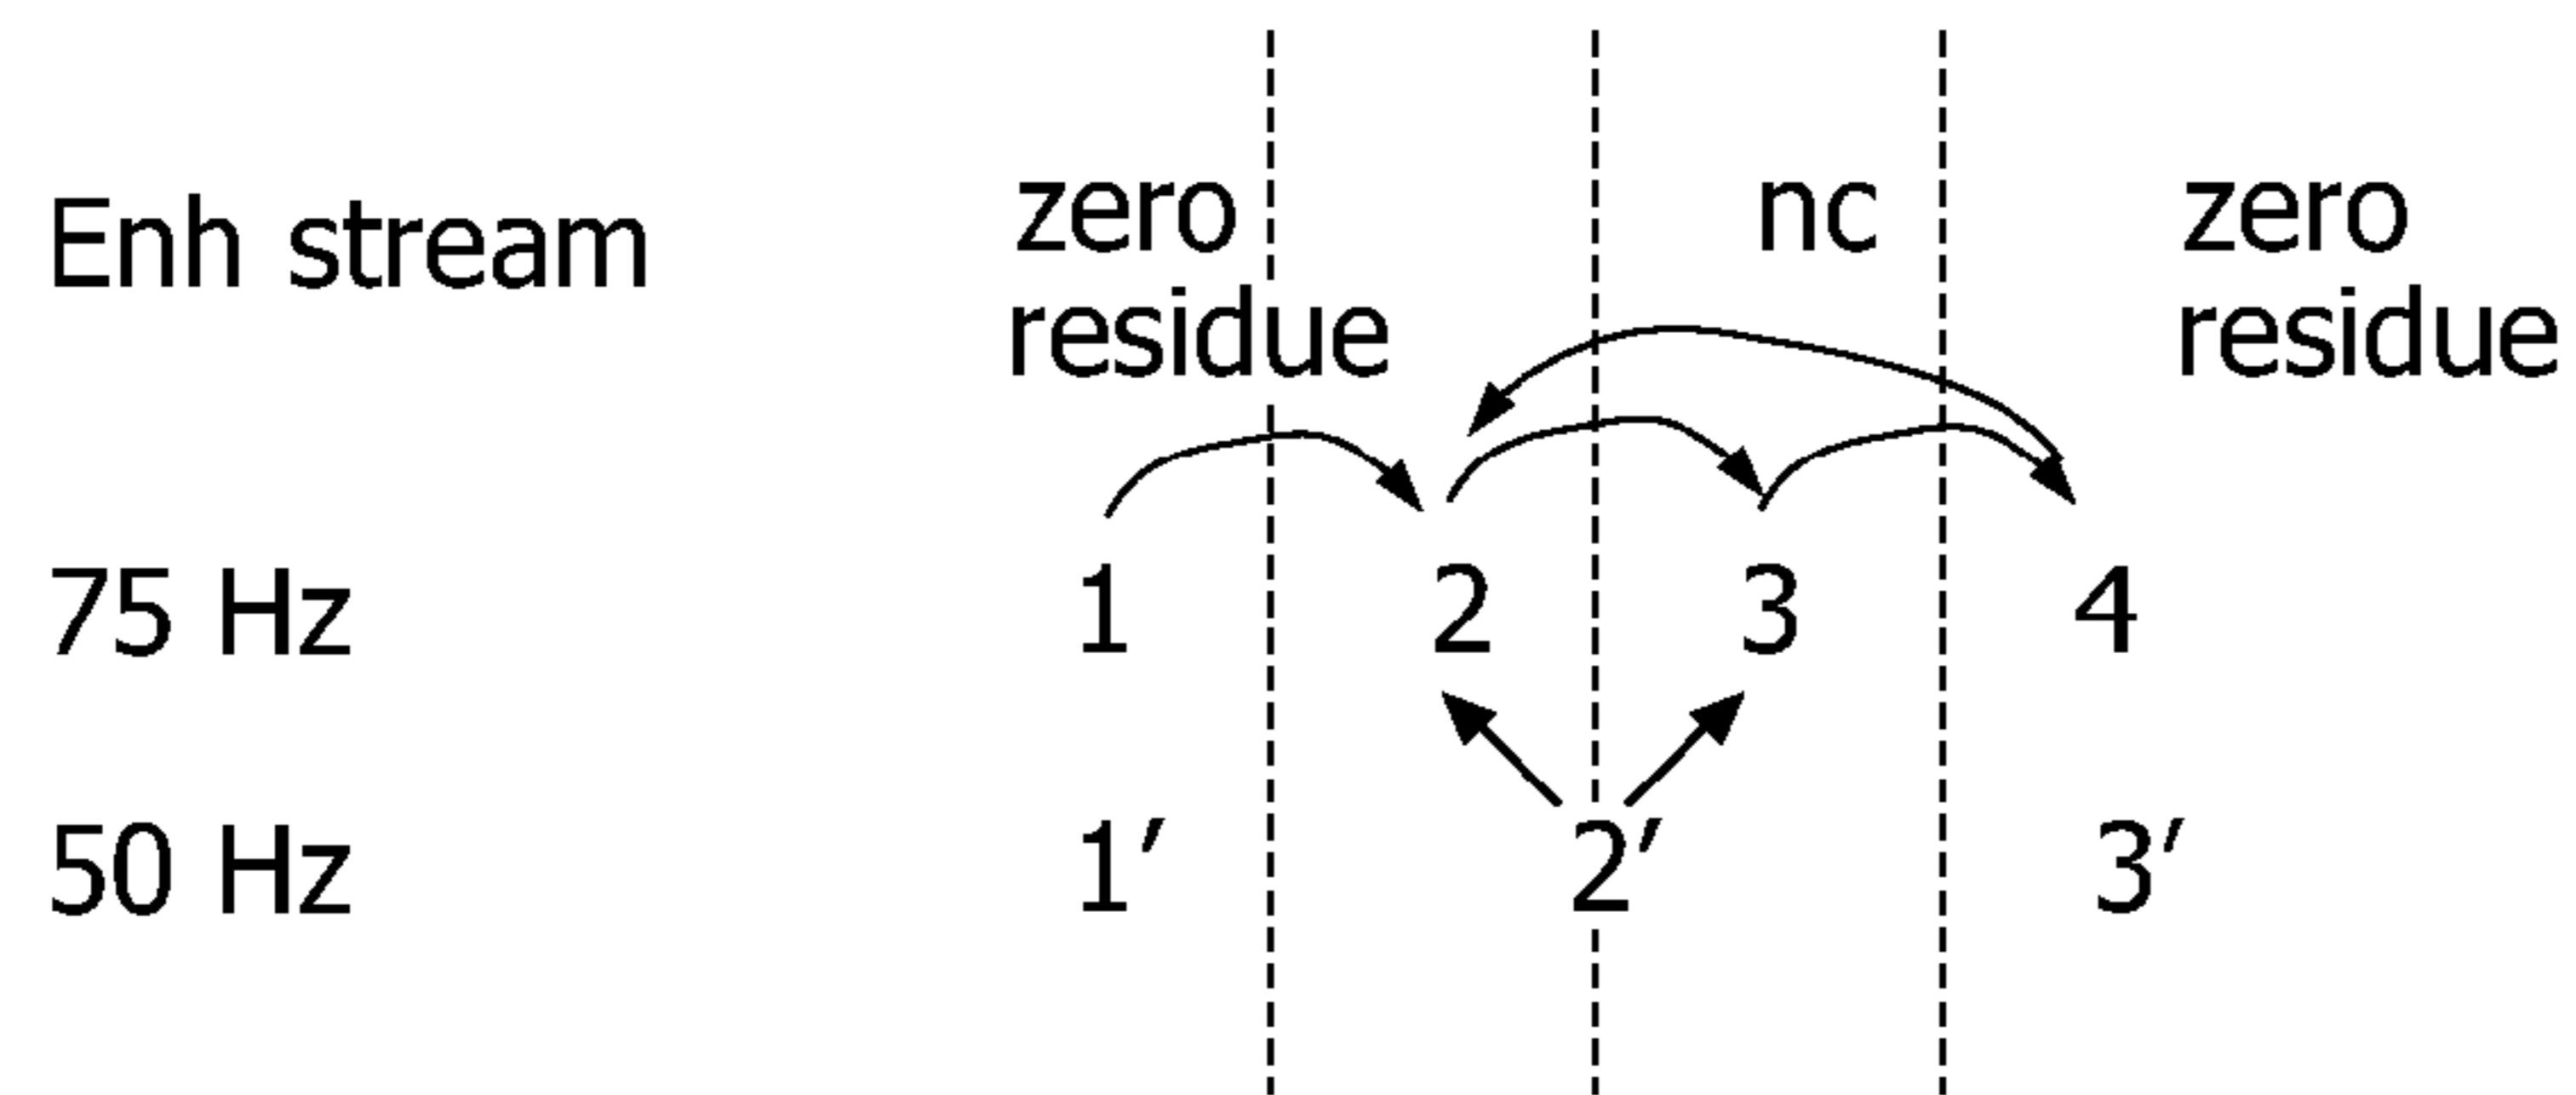 Enh stream zero residue nc zero residue
75 Hz 1 2 3 4
50 Hz 1′ 2′ 3′